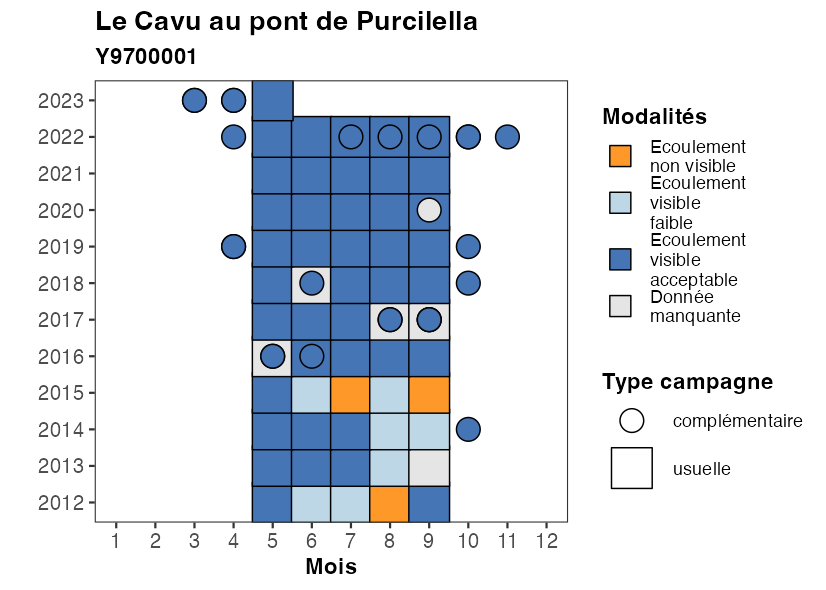 Le Cavu au pont de Purcilella
Y9700001
2023
2022
2021
2020
2019
2018
2017
2016
2015
2014
2013
2012
1 2 3 4 5 6 7 8 9 10 11 12
Mois
Modalités
Ecoulement
non visible
Ecoulement
visible
faible
Ecoulement
visible
acceptable
Donnée
manquante
Type campagne
complémentaire
usuelle